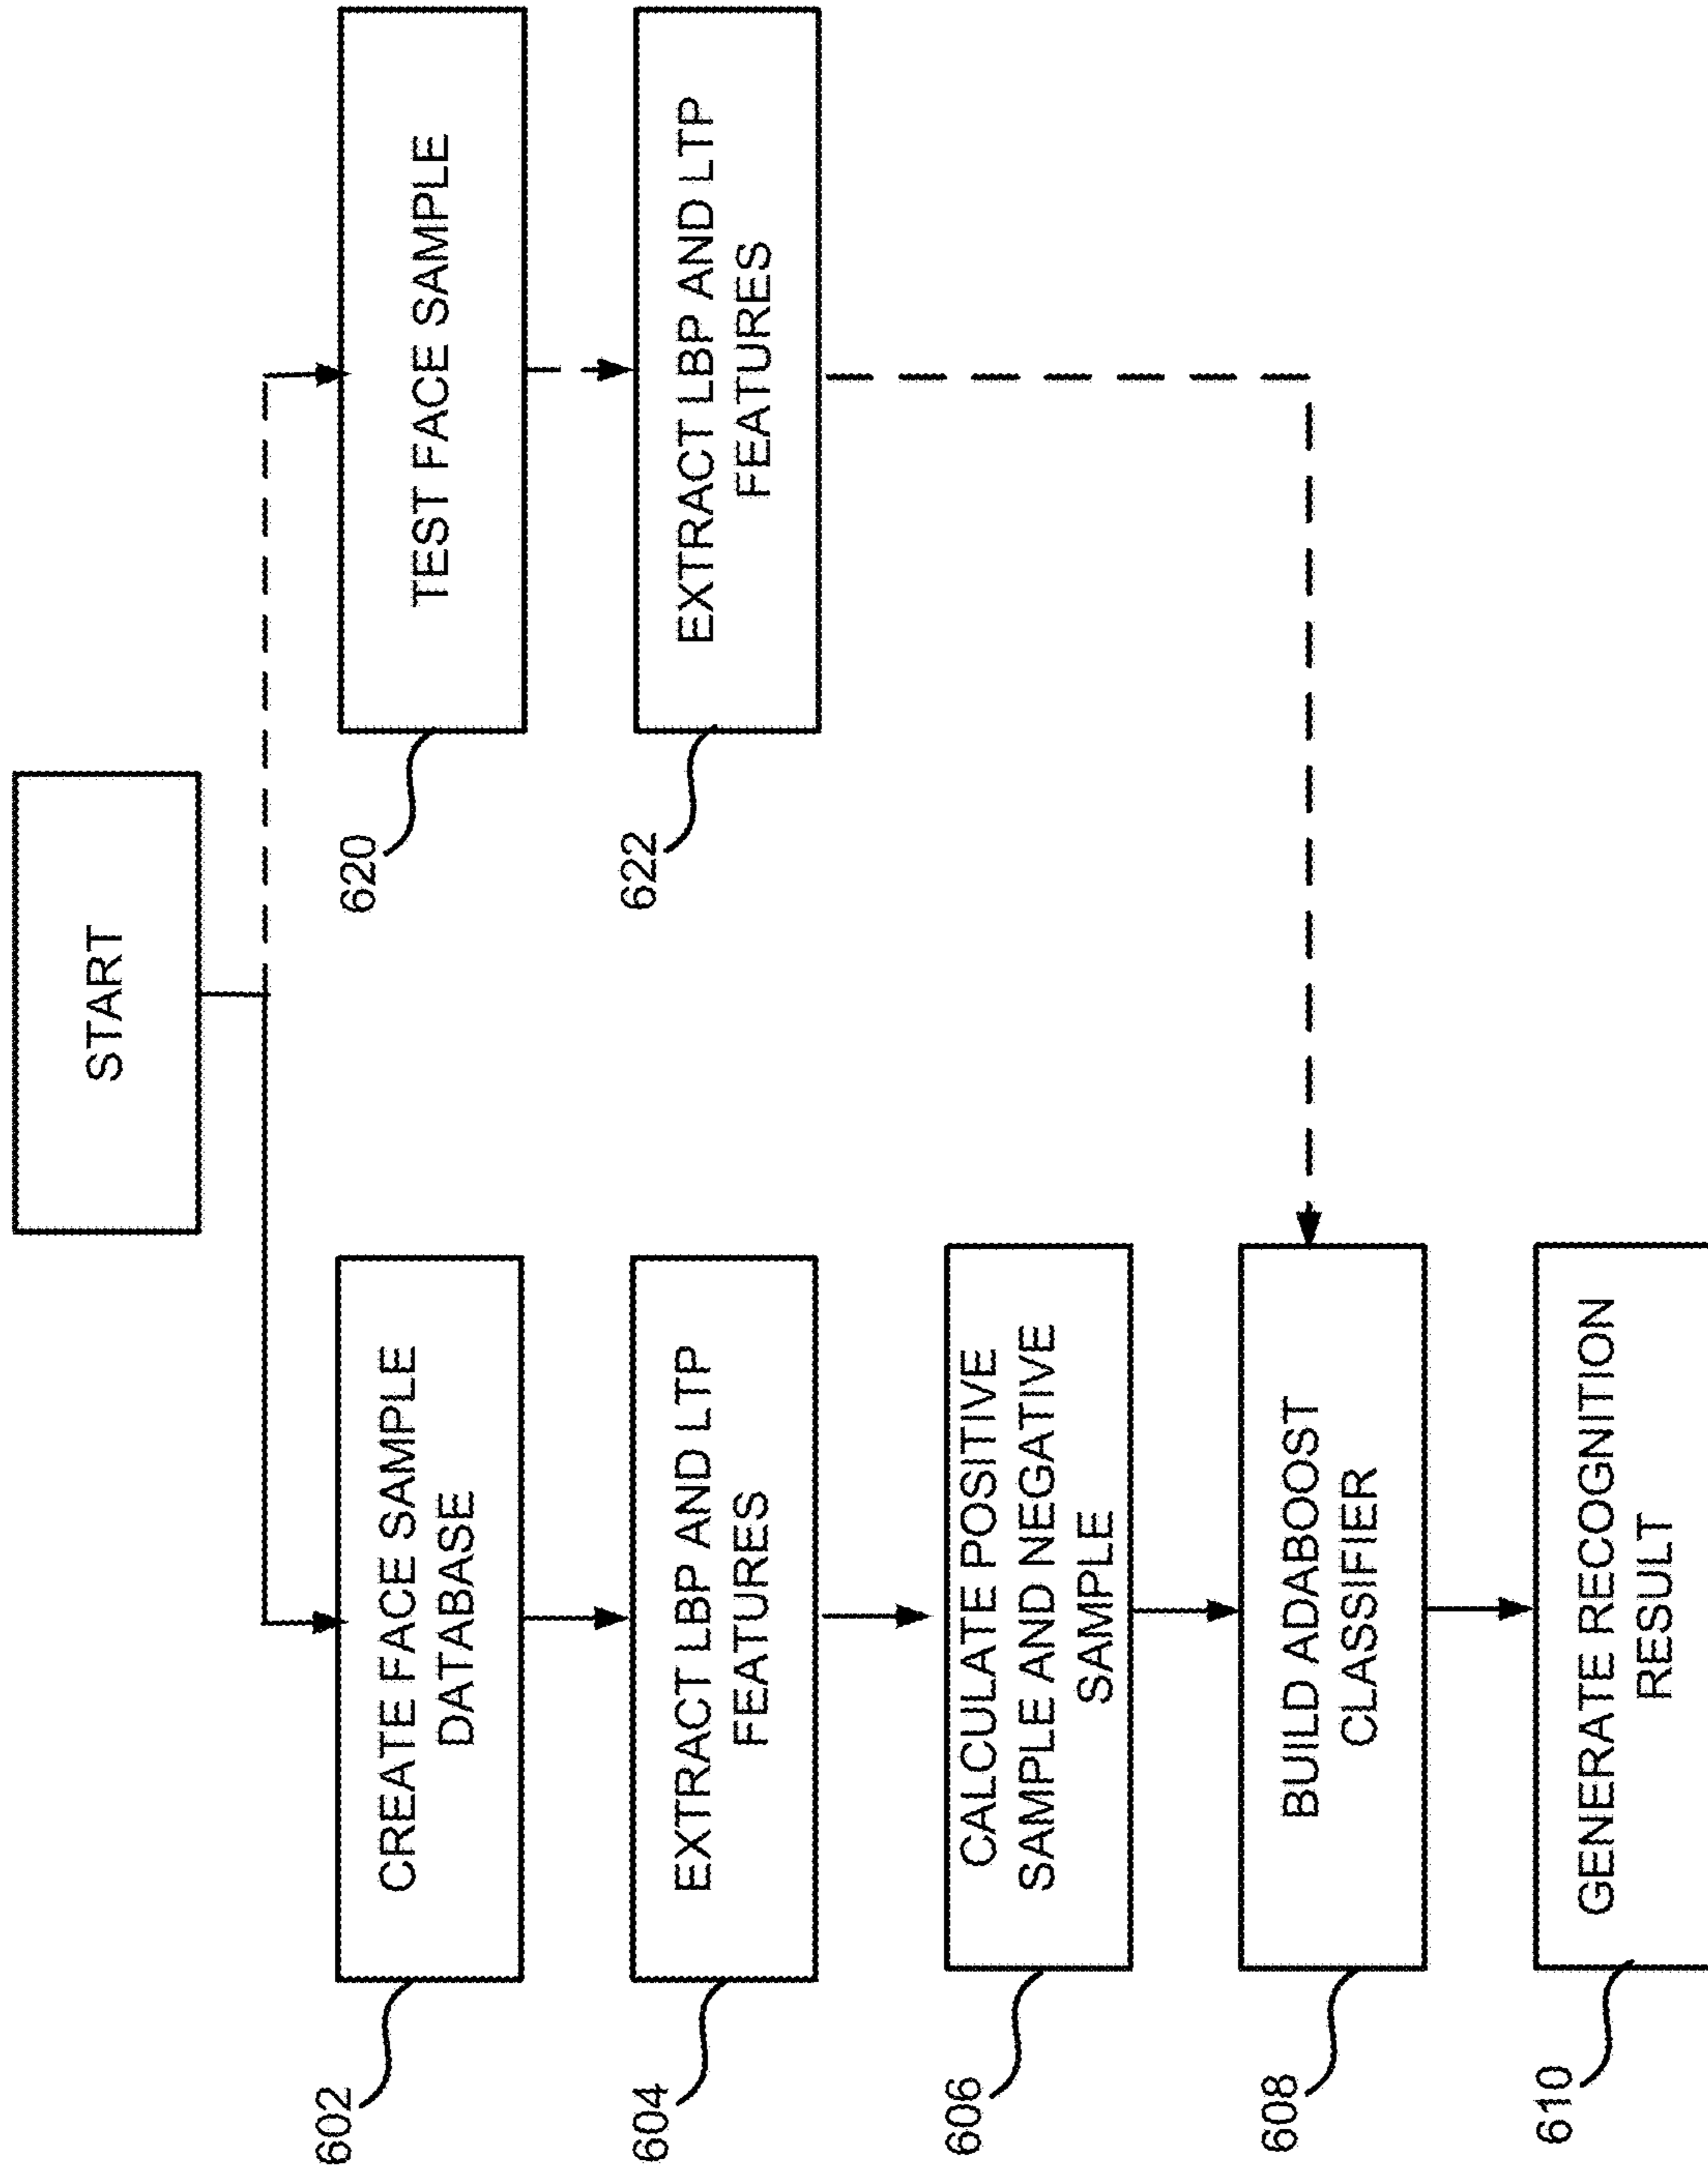 START
602
CREATE FACE SAMPLE
DATABASE
604
EXTRACT LBP AND LTP
FEATURES
606
CALCULATE POSITIVE
SAMPLE AND NEGATIVE
SAMPLE
608
BUILD ADABOOST
CLASSIFIER
610
GENERATE RECOGNITION
RESULT
620
TEST FACE SAMPLE
622
EXTRACT LBP AND LTP
FEATURES